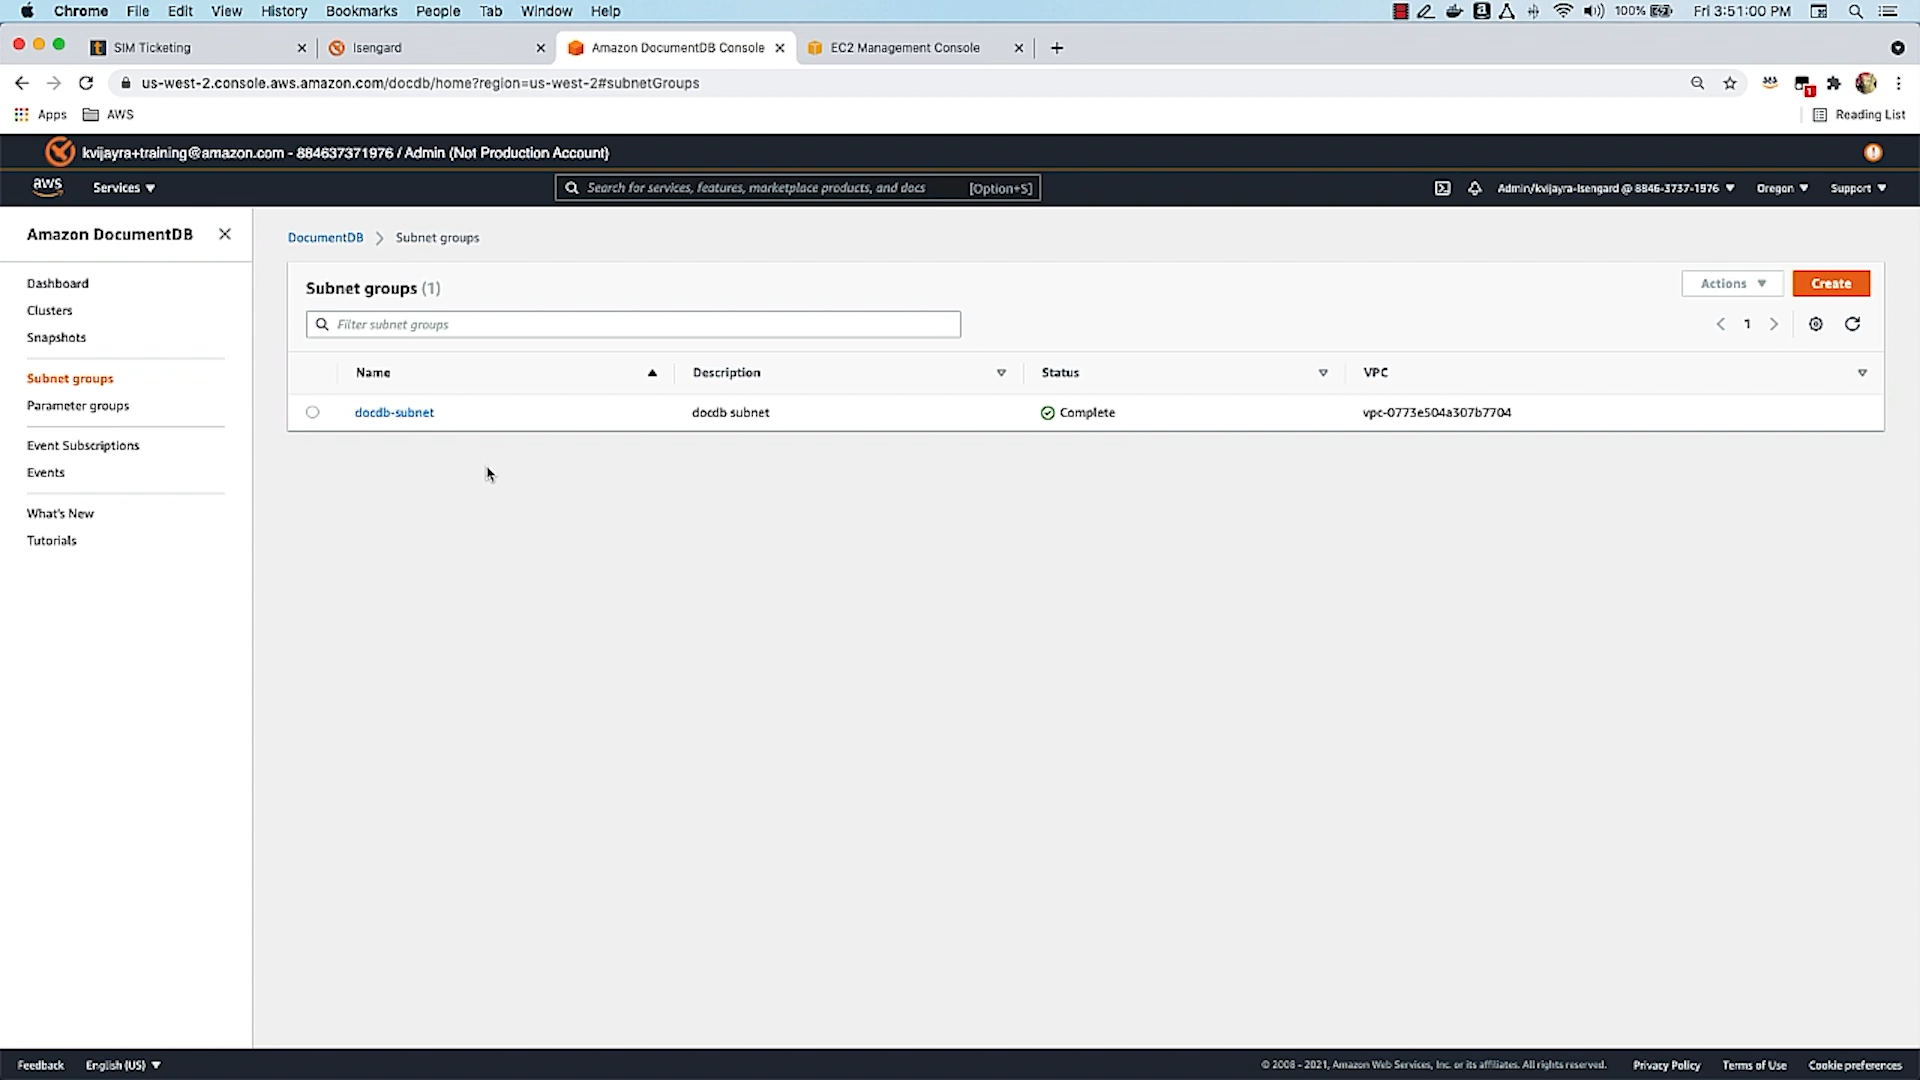 Chrome File Edit View History Bookmarks People Tab Window Help 100% Fri 3:51:00 PM
SIM Ticketing Isengard Amazon DocumentDB Console EC2 Management Console
us-west-2.console.aws.amazon.com/docdb/home?region=us-west-2#subnetGroups 1
Apps AWS Reading List
kvijayra+training@amazon.com - 884637371976 / Admin (Not Production Account)
aws Services Search for services, features, marketplace products, and docs [Option+S] Admin/kvijayra-Isengard @ 8846-3737-1976 Oregon Support
Amazon DocumentDB
Dashboard
Clusters
Snapshots
Subnet groups
Parameter groups
Event Subscriptions
Events
What's New
Tutorials
DocumentDB Subnet groups
Subnet groups (1) Actions Create
Filter subnet groups 1
Name Description Status VPC
docdb-subnet docdb subnet Complete vpc-0773e504a307b7704
Feedback English (US) © 2008 - 2021, Amazon Web Services, Inc. or its affiliates. All rights reserved. Privacy Policy Terms of Use Cookie preferences